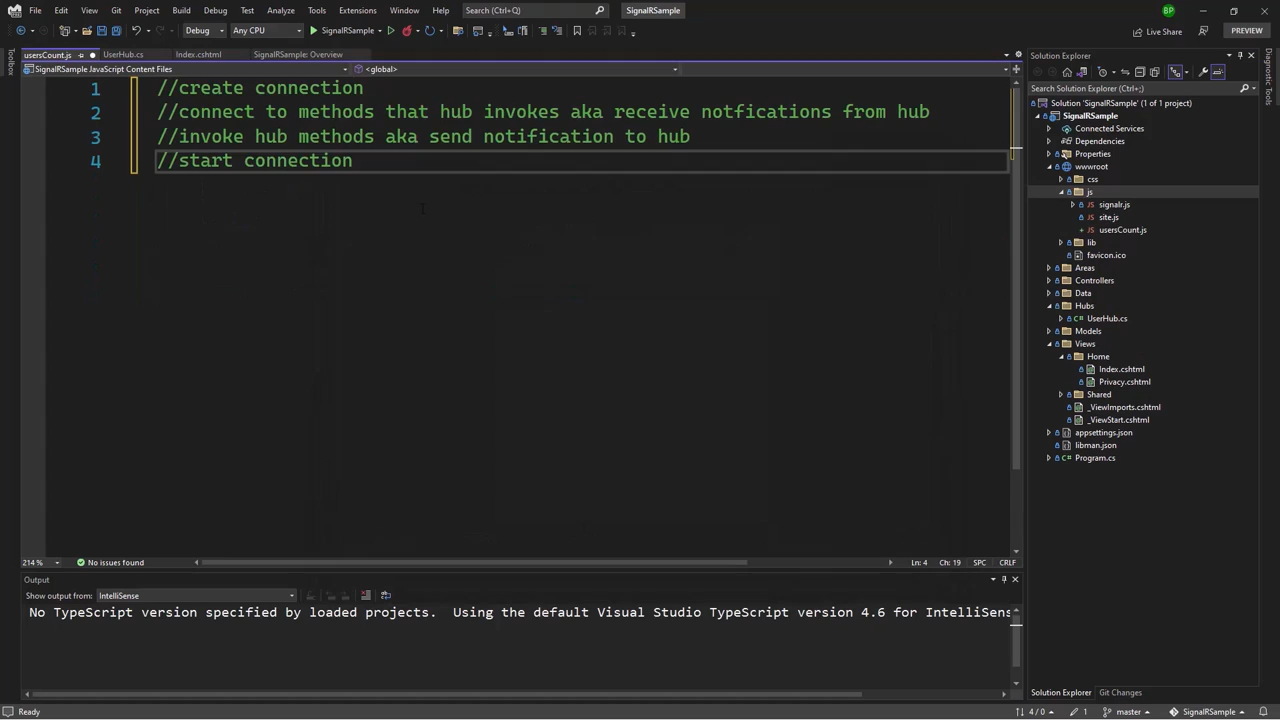 File Edit View Git Project Build Debug Test Analyze Tools Extensions Window Help Search (Ctrl+Q) SignalRSample BP
Debug Any CPU SignalRSample Live Share PREVIEW
usersCount.js UserHub.cs Index.cshtml SignalRSample: Overview
SignalRSample JavaScript Content Files <global>
1 //create connection
2 //connect to methods that hub invokes aka receive notfications from hub
3 //invoke hub methods aka send notification to hub
4 //start connection
214 % No issues found Ln: 4 Ch: 19 SPC CRLF
Output
Show output from: IntelliSense
No TypeScript version specified by loaded projects. Using the default Visual Studio TypeScript version 4.6 for IntelliSens
Toolbox
Solution Explorer
Search Solution Explorer (Ctrl+;)
Solution 'SignalRSample' (1 of 1 project)
SignalRSample
Connected Services
Dependencies
Properties
wwwroot
css
js
signalr.js
site.js
usersCount.js
lib
favicon.ico
Areas
Controllers
Data
Hubs
UserHub.cs
Models
Views
Home
Index.cshtml
Privacy.cshtml
Shared
_ViewImports.cshtml
_ViewStart.cshtml
appsettings.json
libman.json
Program.cs
Solution Explorer Git Changes
Diagnostic Tools
Ready 4 / 0 1 master SignalRSample